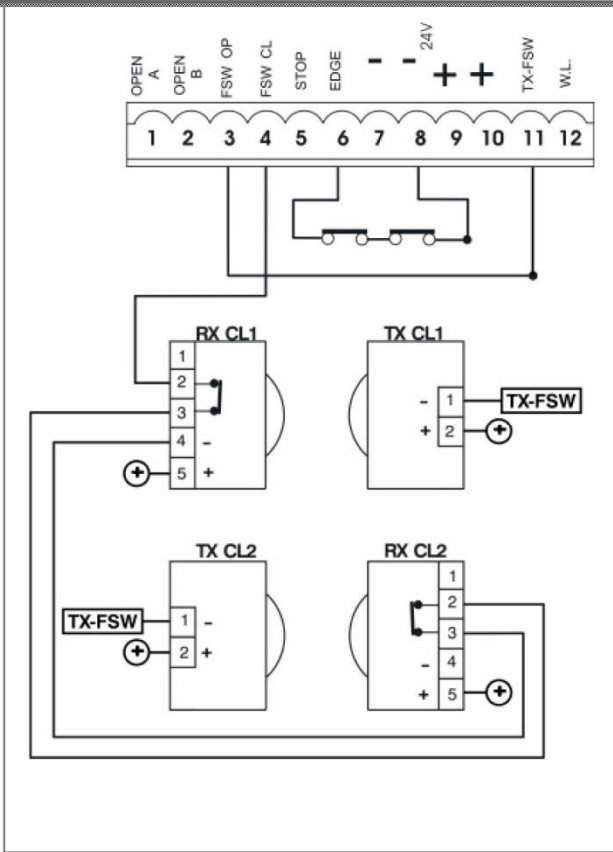 OPEN A
OPEN B
FSW OP
FSW CL
STOP
EDGE
- - 24V
+ +
TX-FSW
W.L.
1 2 3 4 5 6 7 8 9 10 11 12
RX CL1
1
2
3
4 -
5 +
+
TX CL1
- 1
+ 2
TX-FSW
+
TX CL2
TX-FSW
+
1 -
2 +
RX CL2
1
2
3
- 4
+ 5
+